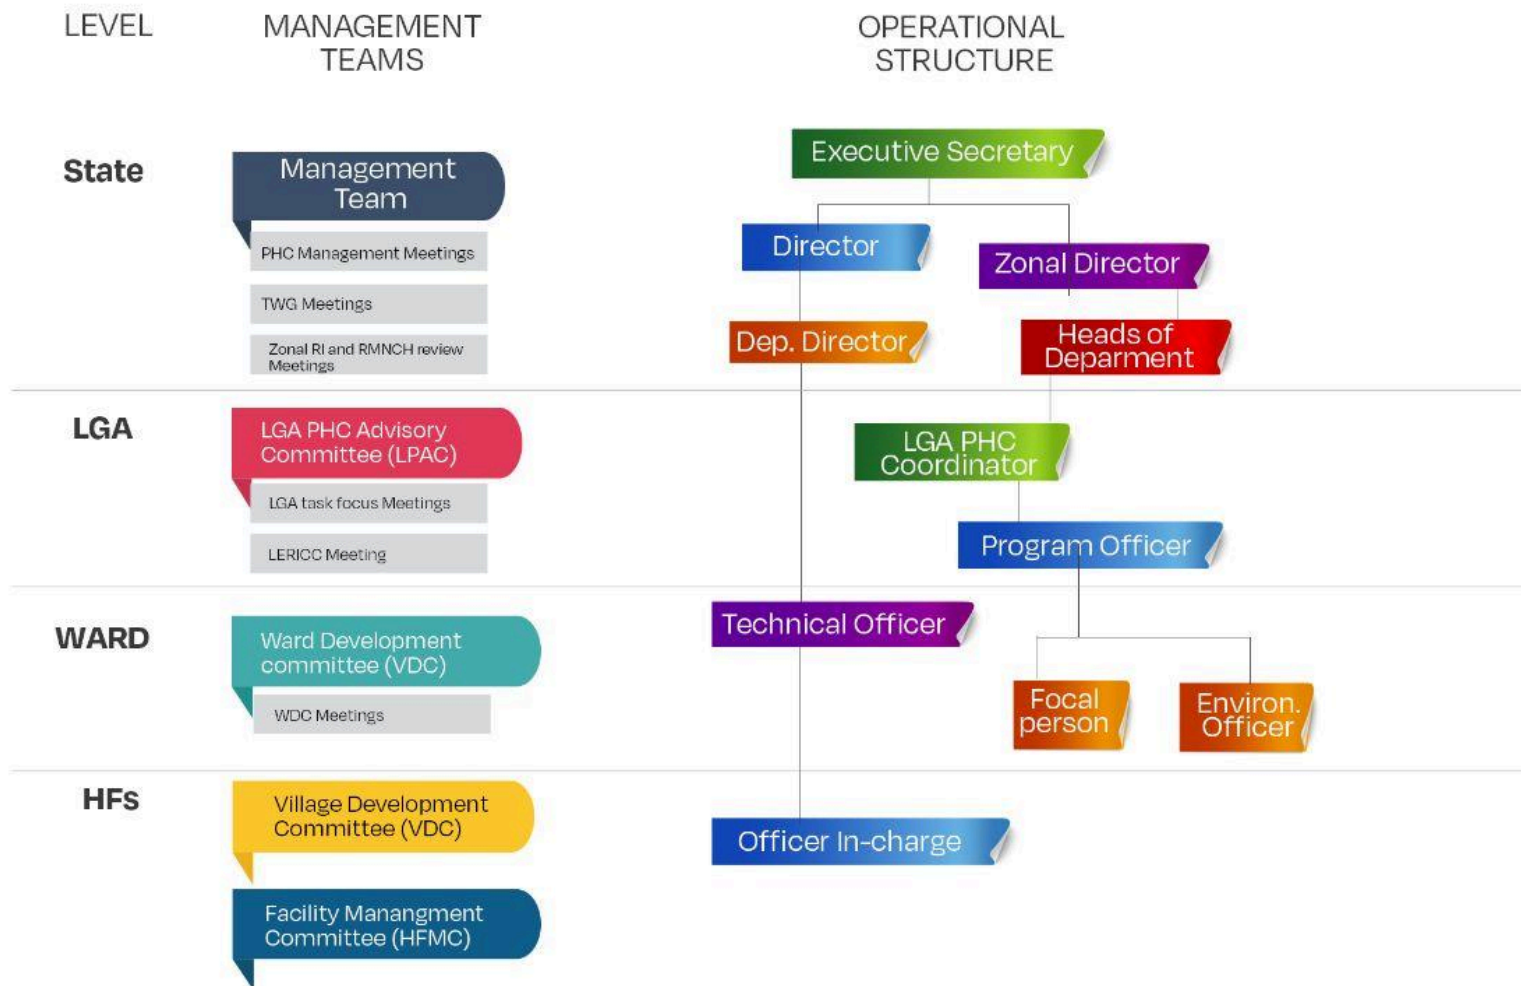 LEVEL
MANAGEMENT
TEAMS
OPERATIONAL
STRUCTURE
State
Management
Team
PHC Management Meetings
TWG Meetings
Zonal RI and RMNCH review
Meetings
Executive Secretary
Director
Zonal Director
Dep. Director
Heads of
Deparment
LGA
LGA PHC Advisory
Committee (LPAC)
LGA task focus Meetings
LERICC Meeting
LGA PHC
Coordinator
Program Officer
WARD
Ward Development
committee (VDC)
WDC Meetings
Technical Officer
Focal
person
Environ.
Officer
HFs
Village Development
Committee (VDC)
Facility Manangment
Committee (HFMC)
Officer In-charge